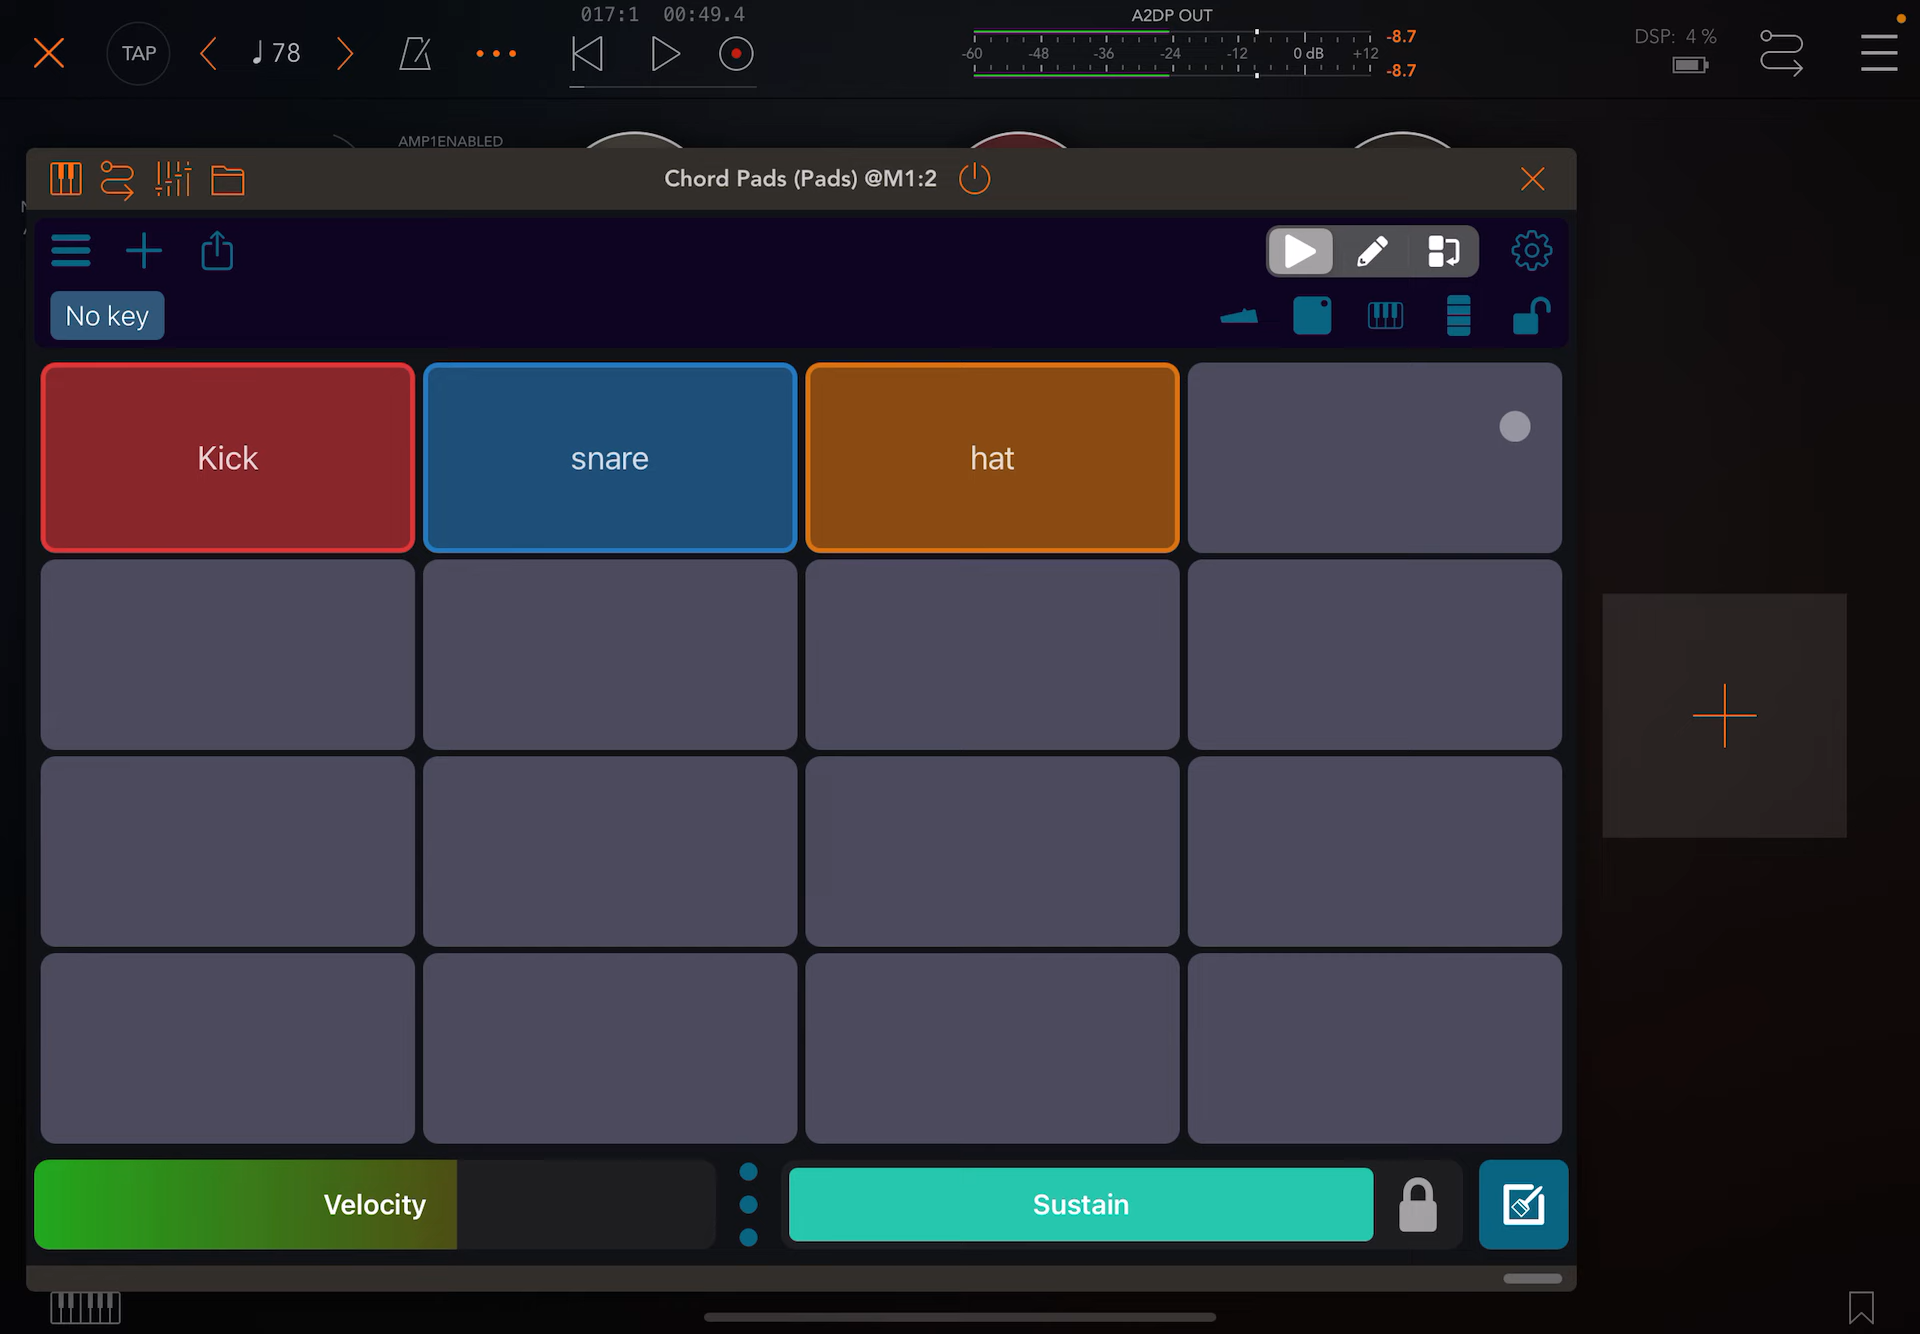 017:1 00:49.4
A2DP OUT
TAP
78
-60 -48 -36 -24 -12 0 dB +12
-8.7
-8.7
DSP: 4 %
AMP1ENABLED
Chord Pads (Pads) @M1:2
No key
Kick
snare
hat
Velocity
Sustain